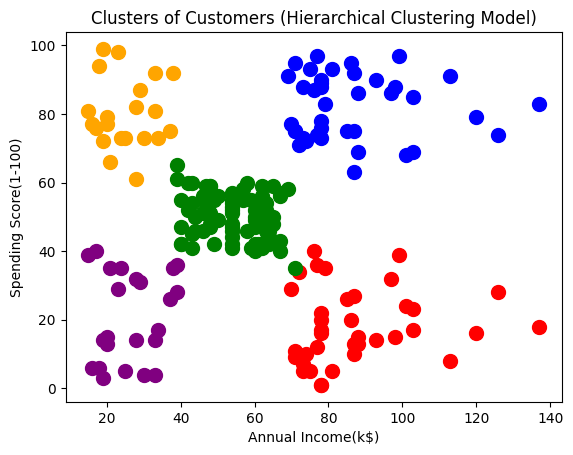 Clusters of Customers (Hierarchical Clustering Model)
100
80
60
40
20
0
Spending Score(1-100)
20 40 60 80 100 120 140
Annual Income(k$)